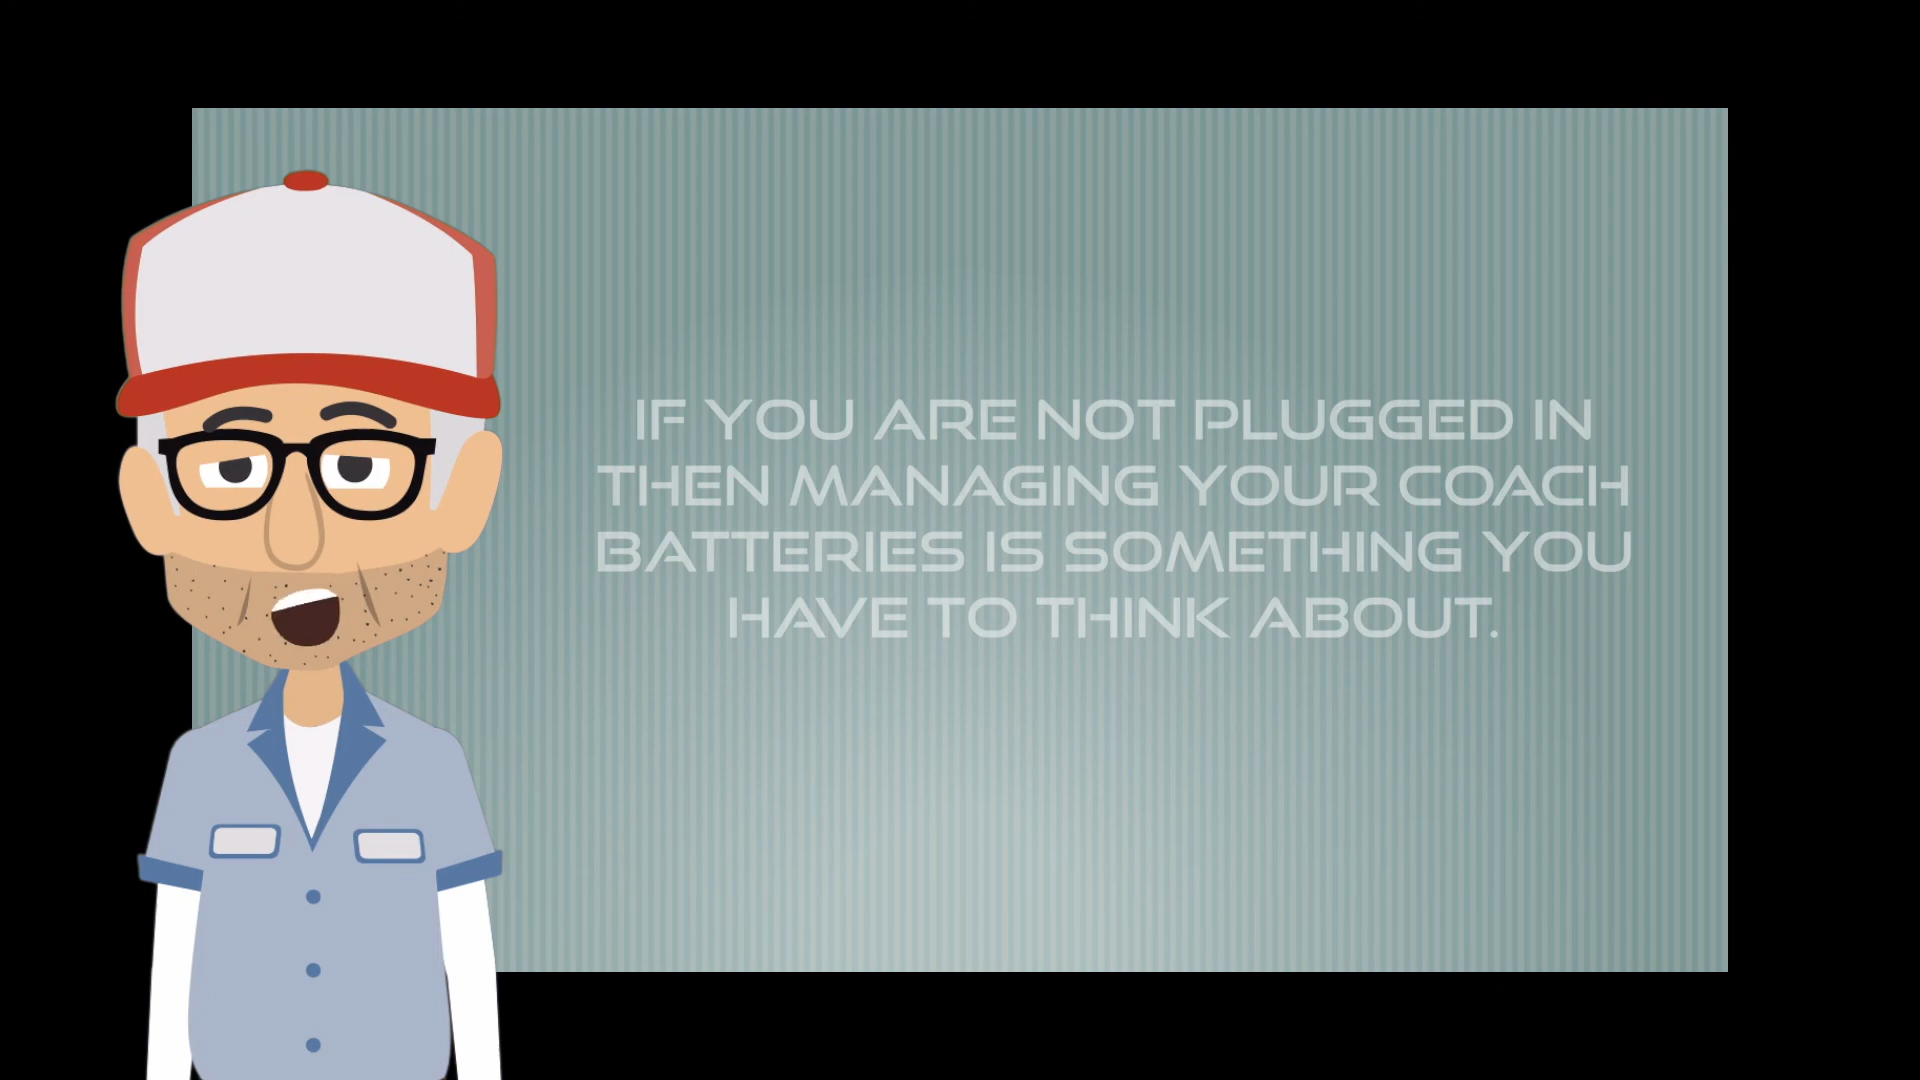 IF YOU ARE NOT PLUGGED IN
THEN MANAGING YOUR COACH
BATTERIES IS SOMETHING YOU
HAVE TO THINK ABOUT.